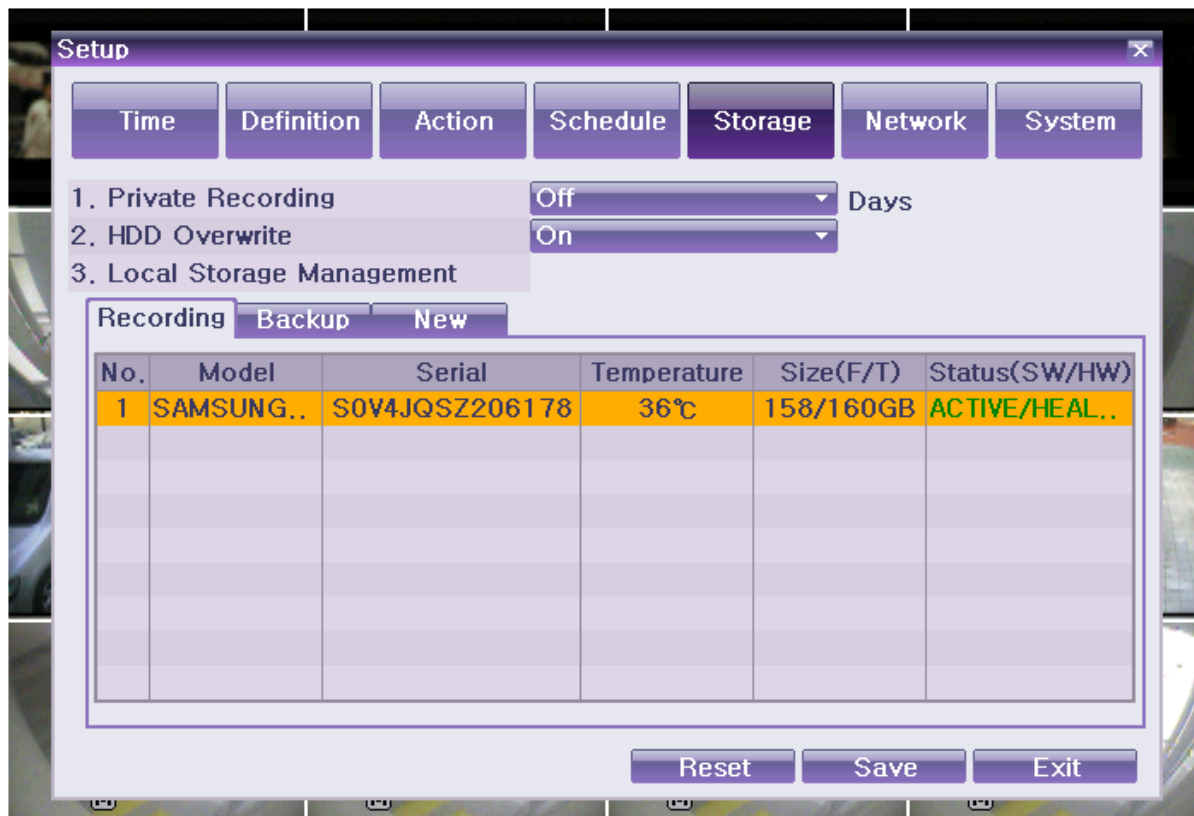 Setup
Time Definition Action Schedule Storage Network System
1. Private Recording Off Days
2. HDD Overwrite On
3. Local Storage Management
Recording Backup New
No. Model Serial Temperature Size(F/T) Status(SW/HW)
1 SAMSUNG.. S0V4JQSZ206178 36℃ 158/160GB ACTIVE/HEAL..
Reset Save Exit
M M M M